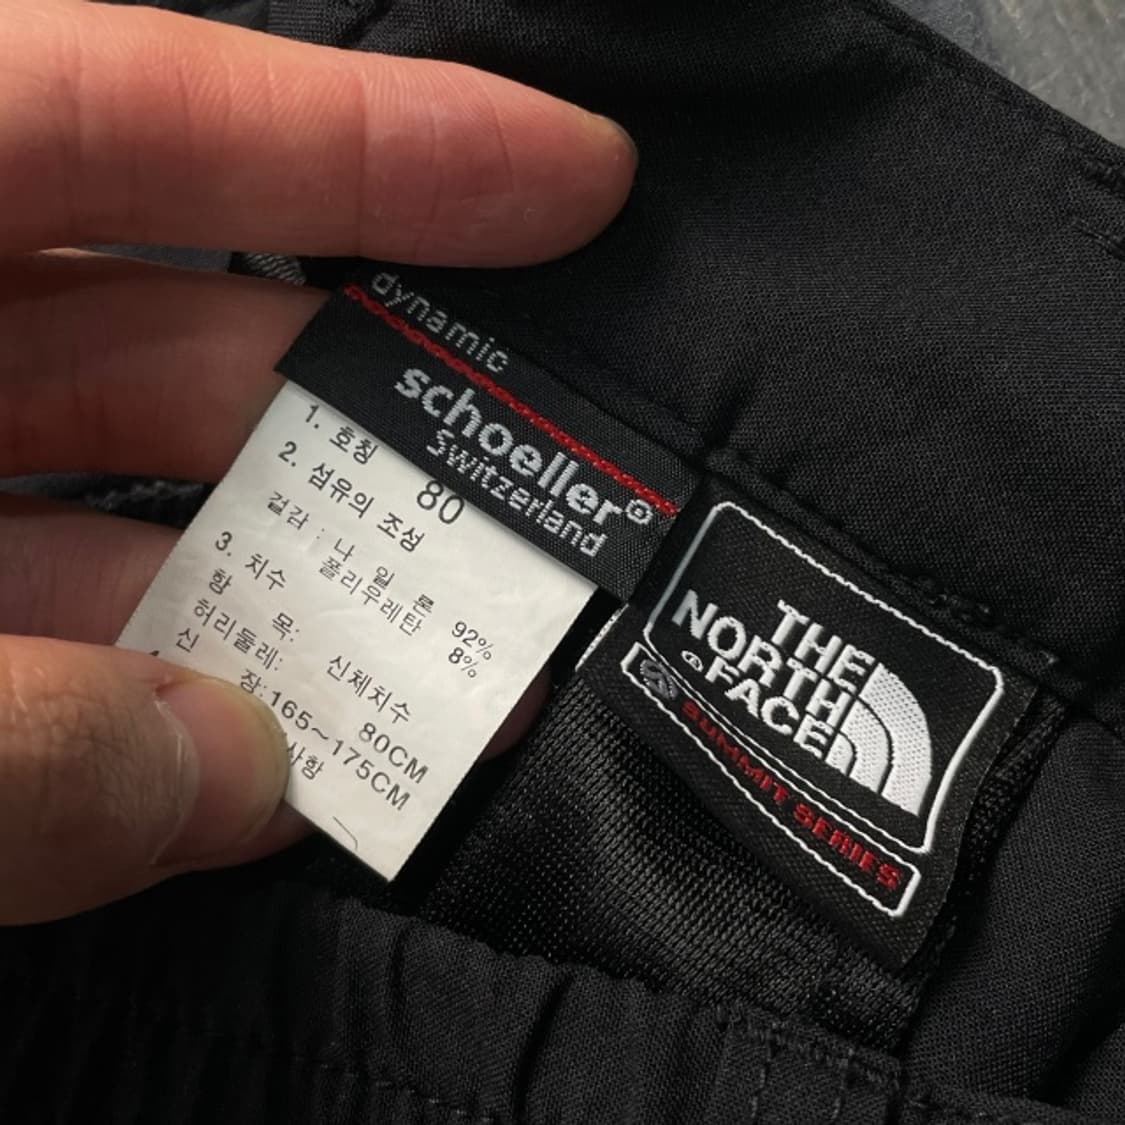 dynamic
schoeller®
Switzerland
1. 호칭 80
2. 섬유의 조성
겉감 : 나 일 론 92%
폴리우레탄 8%
3. 치수
항 목: 신체치수
허리둘레: 80CM
신 장:165~175CM
사항
THE
NORTH
FACE
SUMMIT SERIES